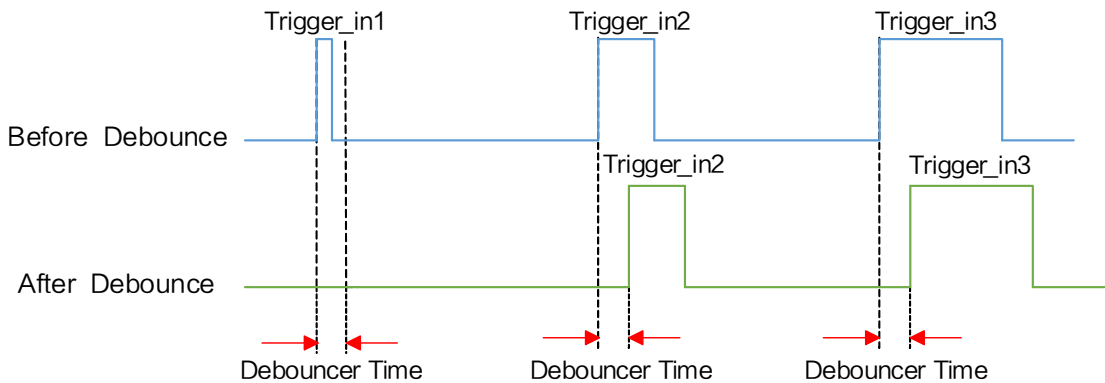 Trigger_in1
Trigger_in2
Trigger_in3
Before Debounce
Trigger_in2
Trigger_in3
After Debounce
Debouncer Time
Debouncer Time
Debouncer Time